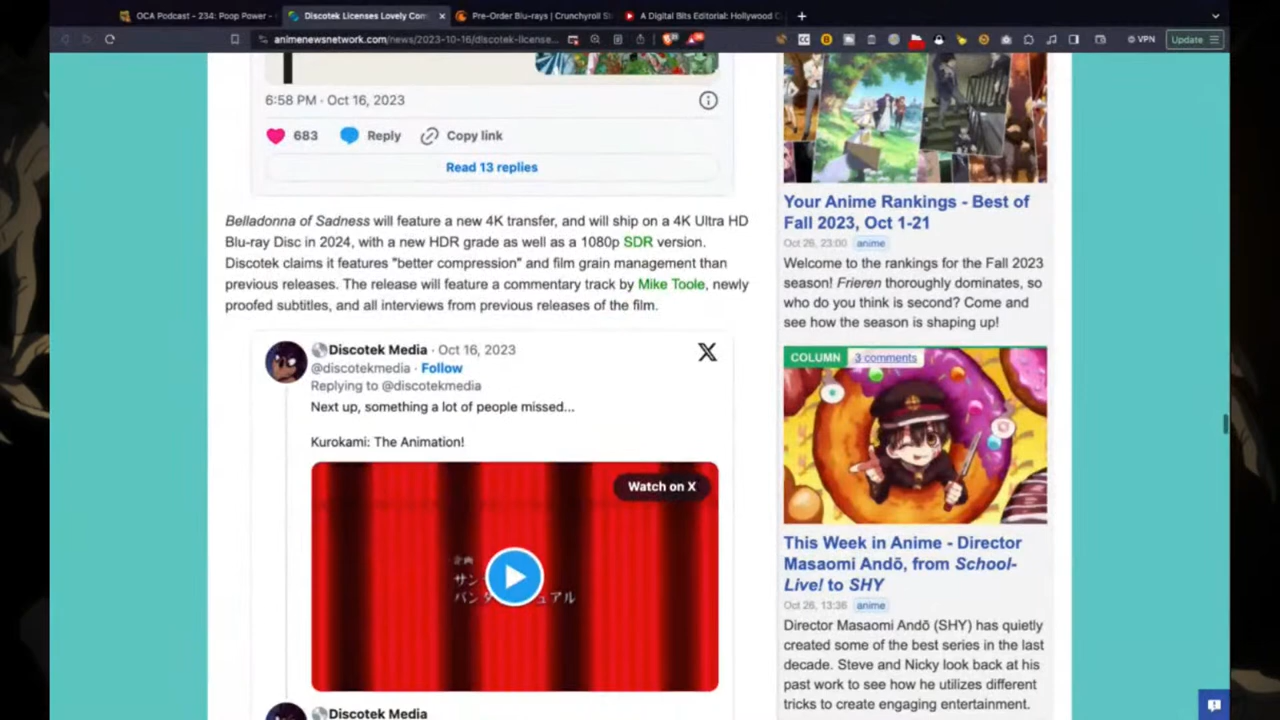 OCA Podcast - 234: Poop Power -
Discotek Licenses Lovely Com
Pre-Order Blu-rays | Crunchyroll S
A Digital Bits Editorial: Hollywood
animenewsnetwork.com/news/2023-10-16/discotek-license...
VPN
Update
6:58 PM · Oct 16, 2023
683
Reply
Copy link
Read 13 replies
Belladonna of Sadness will feature a new 4K transfer, and will ship on a 4K Ultra HD
Blu-ray Disc in 2024, with a new HDR grade as well as a 1080p SDR version.
Discotek claims it features "better compression" and film grain management than
previous releases. The release will feature a commentary track by Mike Toole, newly
proofed subtitles, and all interviews from previous releases of the film.
Discotek Media · Oct 16, 2023
@discotekmedia · Follow
Replying to @discotekmedia
Next up, something a lot of people missed...
Kurokami: The Animation!
Watch on X
企画
サン
バンダ ュアル
Discotek Media
Your Anime Rankings - Best of
Fall 2023, Oct 1-21
Oct 26, 23:00 anime
Welcome to the rankings for the Fall 2023
season! Frieren thoroughly dominates, so
who do you think is second? Come and
see how the season is shaping up!
COLUMN 3 comments
This Week in Anime - Director
Masaomi Andō, from School-
Live! to SHY
Oct 26, 13:36 anime
Director Masaomi Andō (SHY) has quietly
created some of the best series in the last
decade. Steve and Nicky look back at his
past work to see how he utilizes different
tricks to create engaging entertainment.